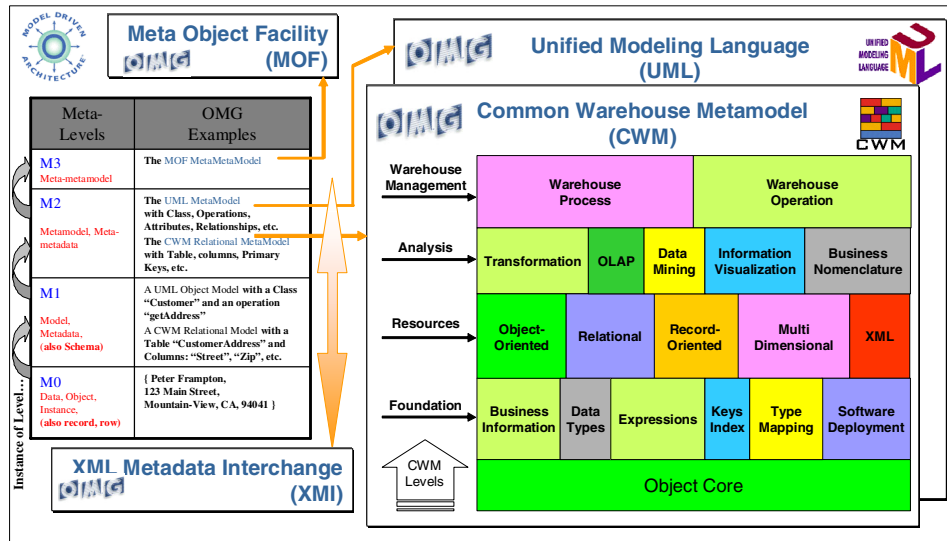 MODEL DRIVEN
ARCHITECTURE
Meta Object Facility
OMG
(MOF)
OMG
Unified Modeling Language
(UML)
UNIFIED
MODELING
LANGUAGE
UML
OMG
Common Warehouse Metamodel
(CWM)
CWM
Meta-
Levels
OMG
Examples
M3
Meta-metamodel
The MOF MetaMetaModel
M2
Metamodel, Meta-
metadata
The UML MetaModel
with Class, Operations,
Attributes, Relationships, etc.
The CWM Relational MetaModel
with Table, columns, Primary
Keys, etc.
M1
Model,
Metadata,
(also Schema)
A UML Object Model with a Class
“Customer” and an operation
“getAddress”
A CWM Relational Model with a
Table “CustomerAddress” and
Columns: “Street”, “Zip”, etc.
M0
Data, Object,
Instance,
(also record, row)
{ Peter Frampton,
123 Main Street,
Mountain-View, CA, 94041 }
Instance of Level…
XML Metadata Interchange
OMG
(XMI)
Warehouse
Management
Warehouse
Process
Warehouse
Operation
Analysis
Transformation
OLAP
Data
Mining
Information
Visualization
Business
Nomenclature
Resources
Object-
Oriented
Relational
Record-
Oriented
Multi
Dimensional
XML
Foundation
Business
Information
Data
Types
Expressions
Keys
Index
Type
Mapping
Software
Deployment
CWM
Levels
Object Core